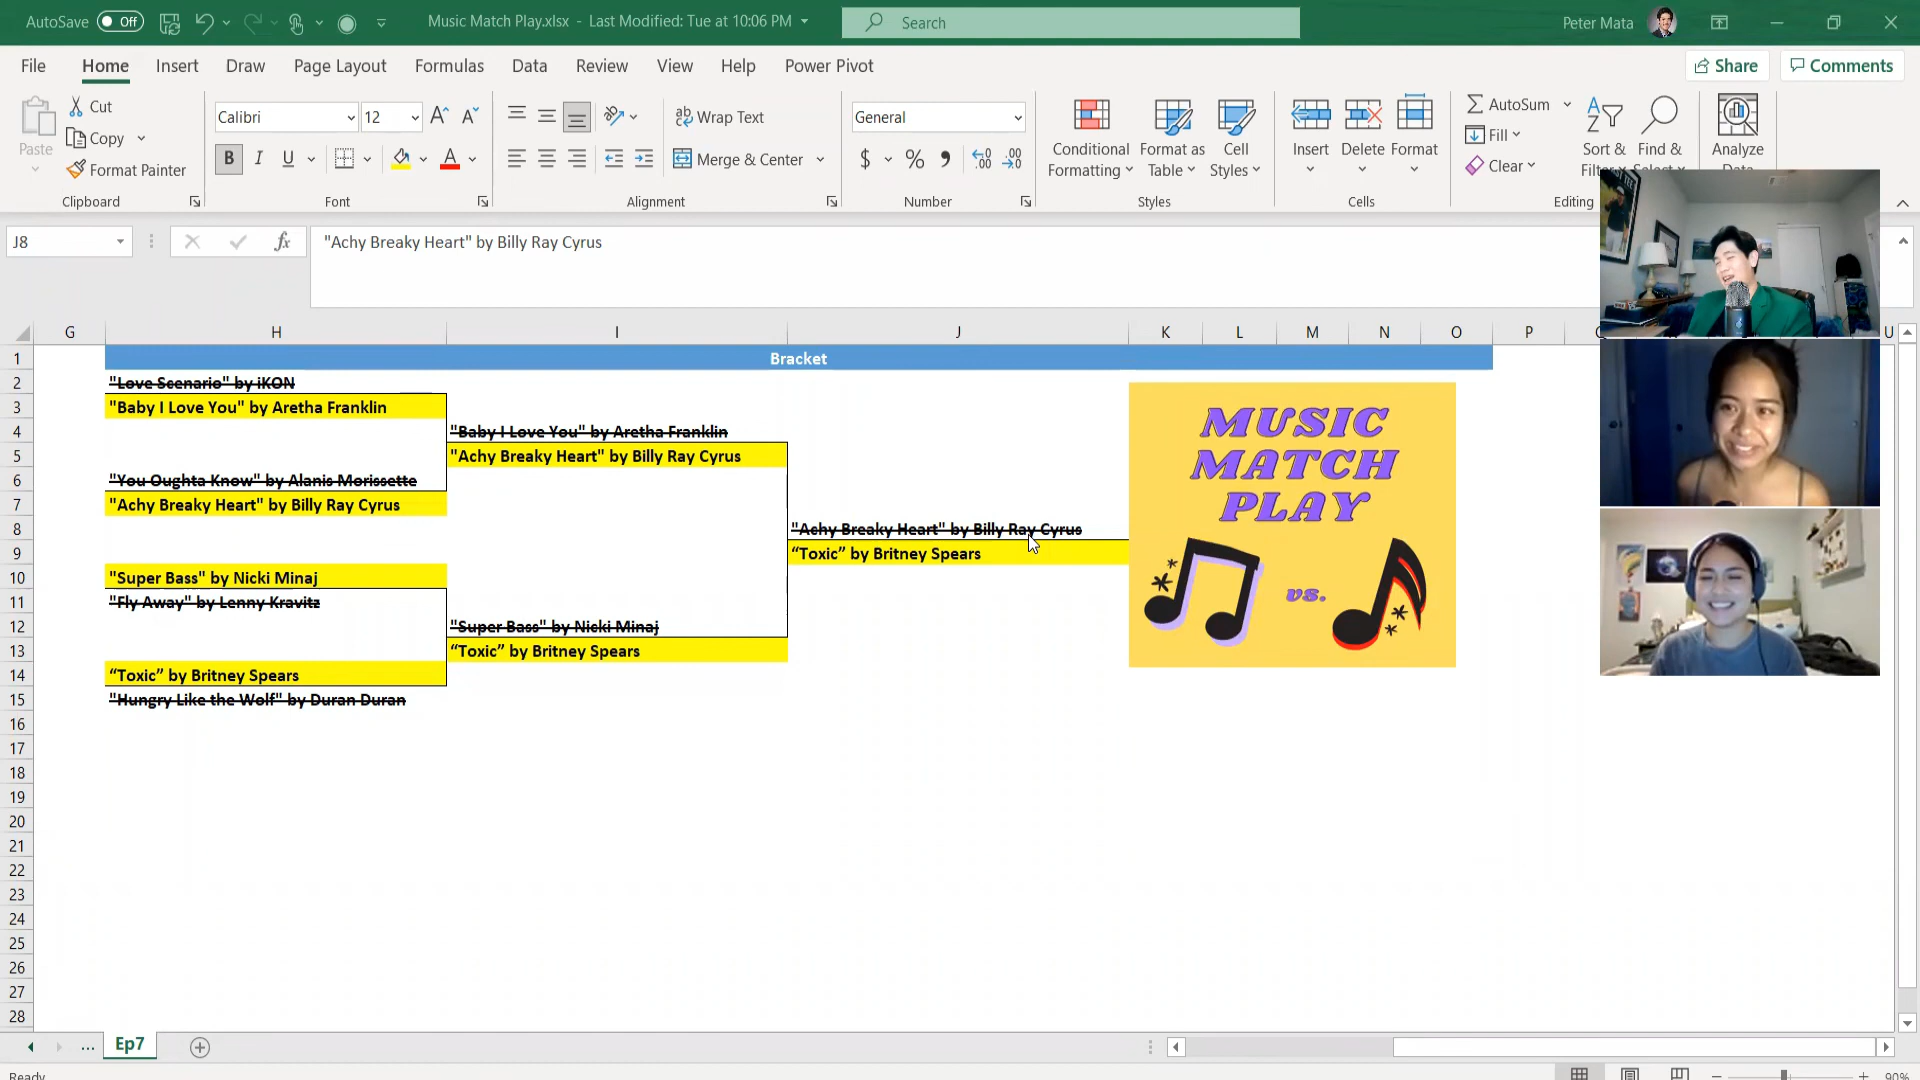 AutoSave Off Music Match Play.xlsx - Last Modified: Tue at 10:06 PM Search Peter Mata
File Home Insert Draw Page Layout Formulas Data Review View Help Power Pivot Share Comments
Paste
Cut
Copy
Format Painter
Clipboard
Calibri 12
B I U
Font
Wrap Text
Merge & Center
Alignment
General
$ %
Number
Conditional Formatting
Format as Table
Cell Styles
Styles
Insert Delete Format
Cells
AutoSum
Fill
Clear
Sort &
Find &
Editing
Analyze
J8 fx "Achy Breaky Heart" by Billy Ray Cyrus
G H I J K L M N O P U
1 Bracket
2 "Love Scenario" by iKON
3 "Baby I Love You" by Aretha Franklin
4 "Baby I Love You" by Aretha Franklin
5 "Achy Breaky Heart" by Billy Ray Cyrus
6 "You Oughta Know" by Alanis Morissette
7 "Achy Breaky Heart" by Billy Ray Cyrus
8 "Achy Breaky Heart" by Billy Ray Cyrus
9 “Toxic” by Britney Spears
10 "Super Bass" by Nicki Minaj
11 "Fly Away" by Lenny Kravitz
12 "Super Bass" by Nicki Minaj
13 “Toxic” by Britney Spears
14 “Toxic” by Britney Spears
15 "Hungry Like the Wolf" by Duran Duran
16
17
18
19
20
21
22
23
24
25
26
27
28
MUSIC
MATCH
PLAY
vs.
... Ep7
Ready 90%